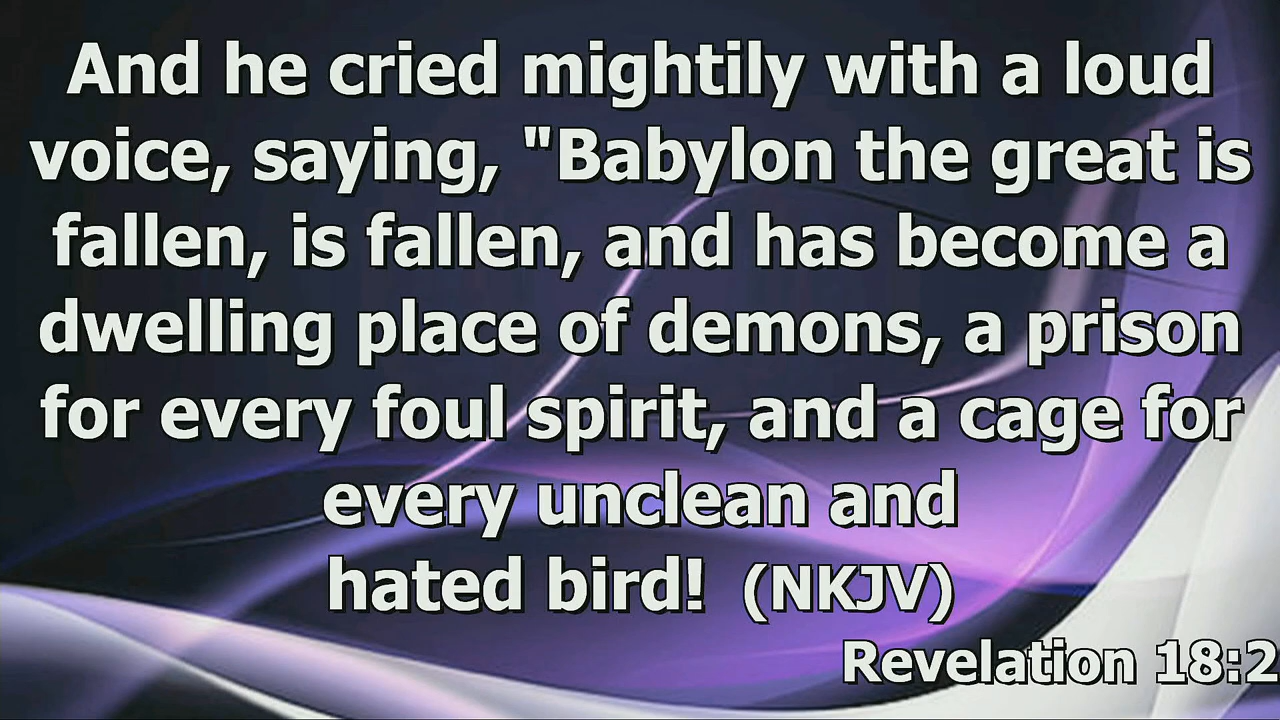 And he cried mightily with a loud
voice, saying, "Babylon the great is
fallen, is fallen, and has become a
dwelling place of demons, a prison
for every foul spirit, and a cage for
every unclean and
hated bird! (NKJV)
Revelation 18:2